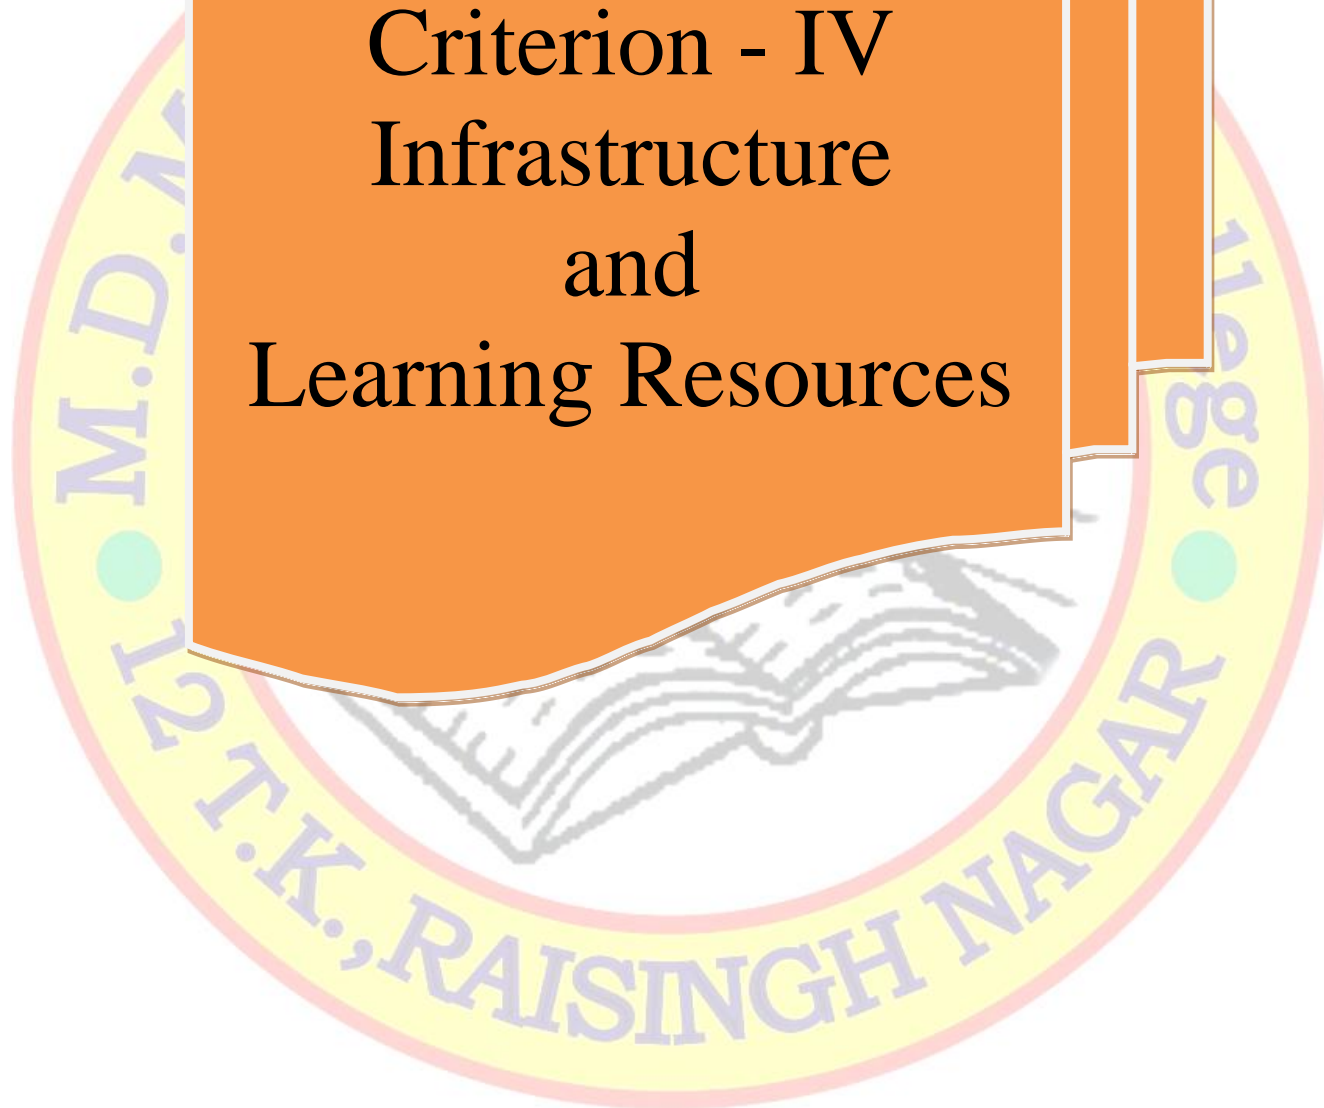 Criterion - IV
Infrastructure
and
Learning Resources
M.D.
llege
12 T.K., RAISINGH NAGAR